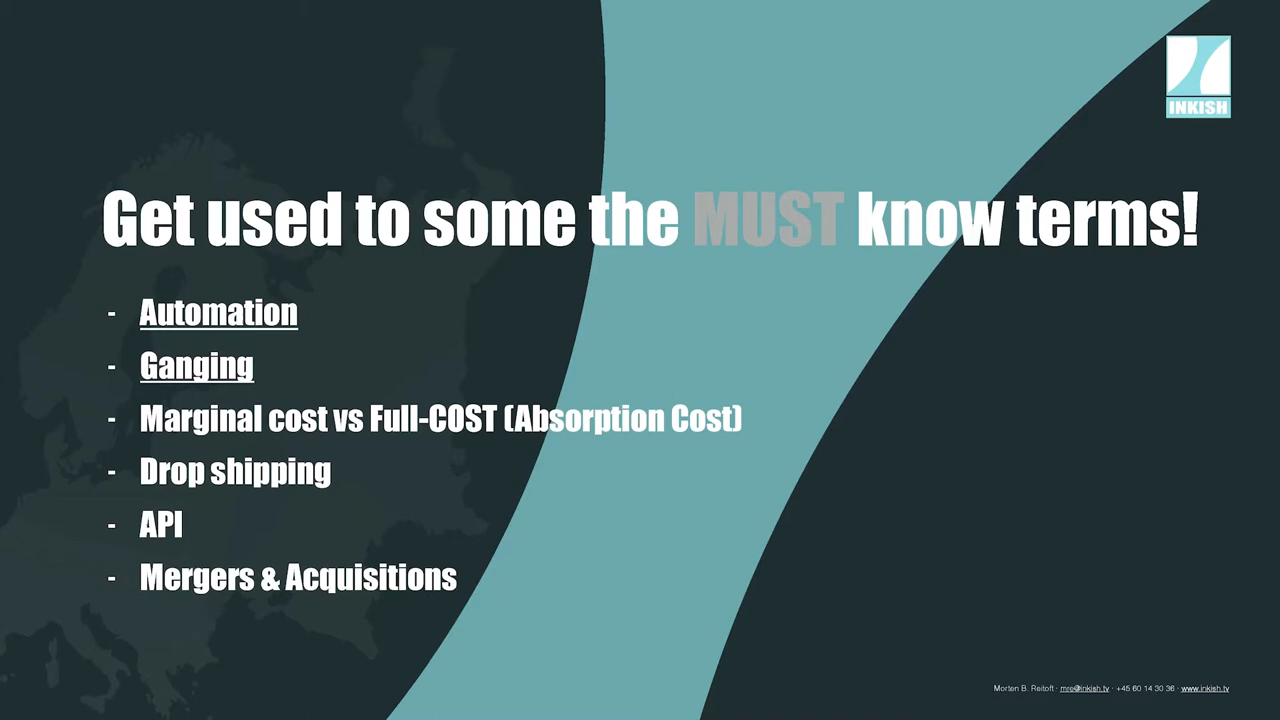 INKISH
Get used to some the MUST know terms!
- Automation
- Ganging
- Marginal cost vs Full-COST (Absorption Cost)
- Drop shipping
- API
- Mergers & Acquisitions
Morten B. Reitoft · mre@inkish.tv · +45 60 14 30 36 · www.inkish.tv